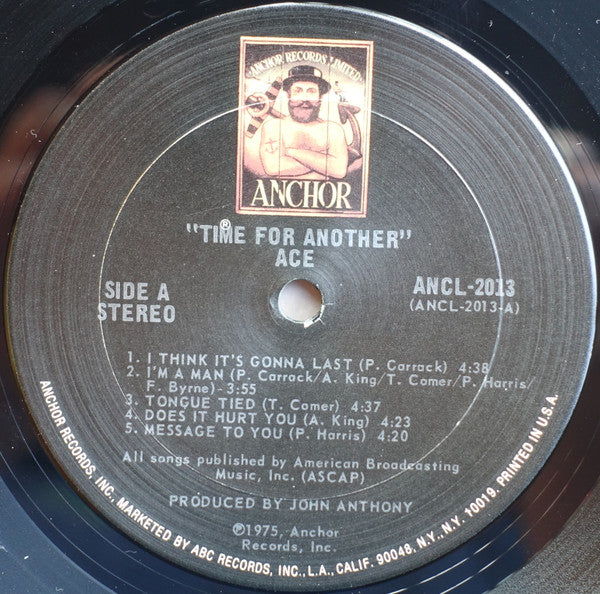 ANCHOR RECORDS LIMITED
ANCHOR
®
"TIME FOR ANOTHER"
ACE
SIDE A
STEREO
ANCL-2013
(ANCL-2013-A)
1. I THINK IT'S GONNA LAST (P. Carrack) 4:38
2. I'M A MAN (P. Carrack/A. King/T. Comer/P. Harris/
F. Byrne)- 3:55
3. TONGUE TIED (T. Comer) 4:37
4. DOES IT HURT YOU (A. King) 4:23
5. MESSAGE TO YOU (P. Harris) 4:20
All songs published by American Broadcasting
Music, Inc. (ASCAP)
PRODUCED BY JOHN ANTHONY
℗1975, Anchor
Records, Inc.
ANCHOR RECORDS, INC., MARKETED BY ABC RECORDS, INC., L.A., CALIF. 90048, N.Y., N.Y. 10019. PRINTED IN U.S.A.